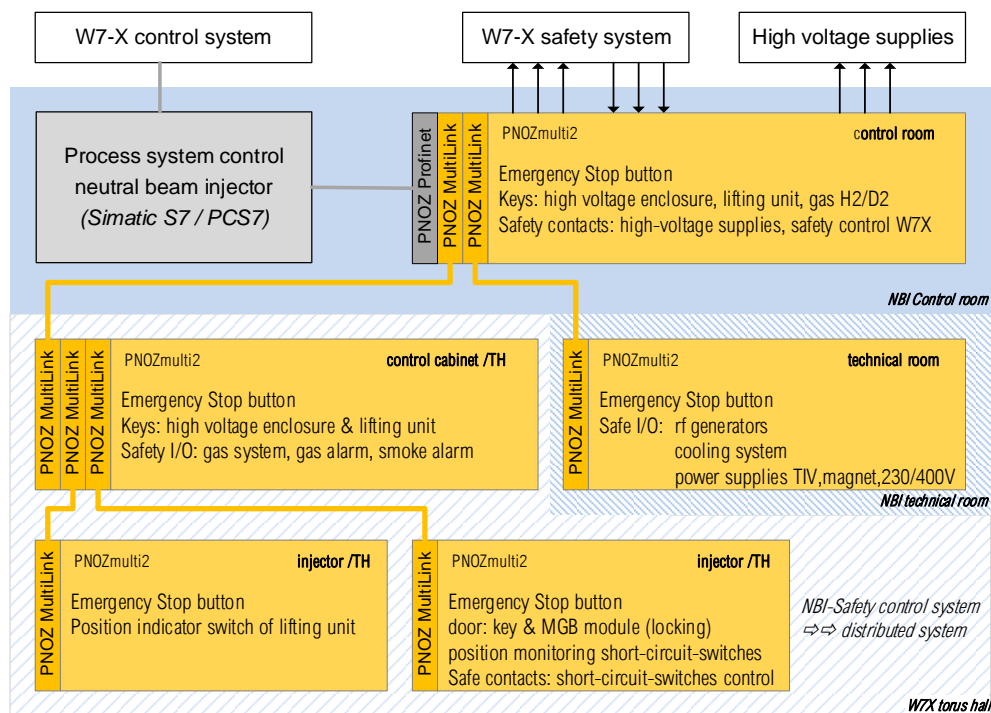 W7-X control system
W7-X safety system
High voltage supplies
Process system control
neutral beam injector
(Simatic S7 / PCS7)
PNOZ Profinet
PNOZ MultiLink
PNOZ MultiLink
PNOZmulti2
control room
Emergency Stop button
Keys: high voltage enclosure, lifting unit, gas H2/D2
Safety contacts: high-voltage supplies, safety control W7X
NBI Control room
PNOZ MultiLink
PNOZ MultiLink
PNOZ MultiLink
PNOZmulti2
control cabinet /TH
Emergency Stop button
Keys: high voltage enclosure & lifting unit
Safety I/O: gas system, gas alarm, smoke alarm
PNOZ MultiLink
PNOZmulti2
technical room
Emergency Stop button
Safe I/O: rf generators
cooling system
power supplies TIV,magnet,230/400V
NBI technical room
PNOZ MultiLink
PNOZmulti2
injector /TH
Emergency Stop button
Position indicator switch of lifting unit
PNOZ MultiLink
PNOZmulti2
injector /TH
Emergency Stop button
door: key & MGB module (locking)
position monitoring short-circuit-switches
Safe contacts: short-circuit-switches control
NBI-Safety control system
⇨⇨ distributed system
W7X torus hall